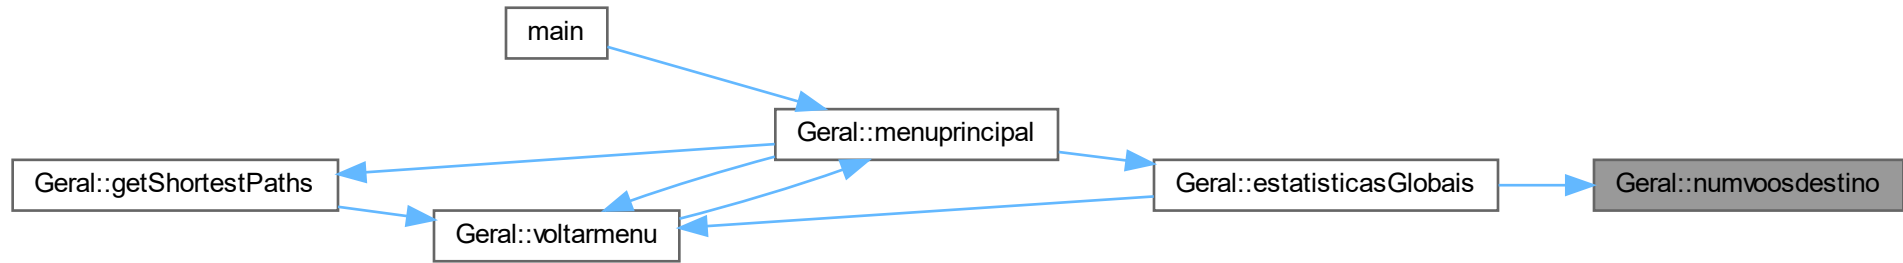 main
Geral::menuprincipal
Geral::getShortestPaths
Geral::estatisticasGlobais
Geral::numvoosdestino
Geral::voltarmenu